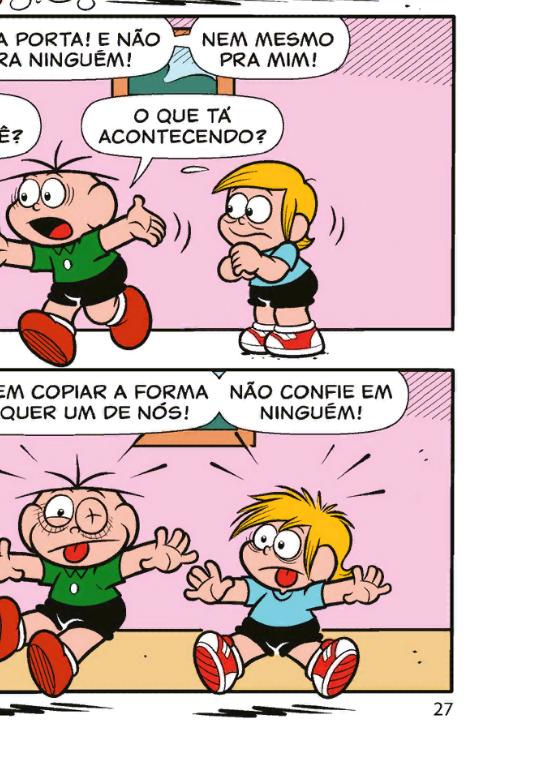 A PORTA! E NÃO
RA NINGUÉM!
NEM MESMO
PRA MIM!
Ê?
O QUE TÁ
ACONTECENDO?
EM COPIAR A FORMA
QUER UM DE NÓS!
NÃO CONFIE EM
NINGUÉM!
27